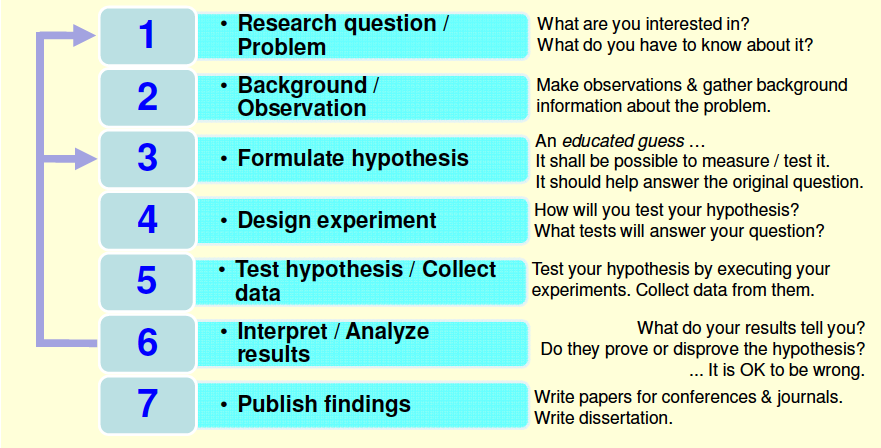 1
• Research question /
Problem
What are you interested in?
What do you have to know about it?
2
• Background /
Observation
Make observations & gather background
information about the problem.
3
• Formulate hypothesis
An educated guess …
It shall be possible to measure / test it.
It should help answer the original question.
4
• Design experiment
How will you test your hypothesis?
What tests will answer your question?
5
• Test hypothesis / Collect
data
Test your hypothesis by executing your
experiments. Collect data from them.
6
• Interpret / Analyze
results
What do your results tell you?
Do they prove or disprove the hypothesis?
... It is OK to be wrong.
7
• Publish findings
Write papers for conferences & journals.
Write dissertation.